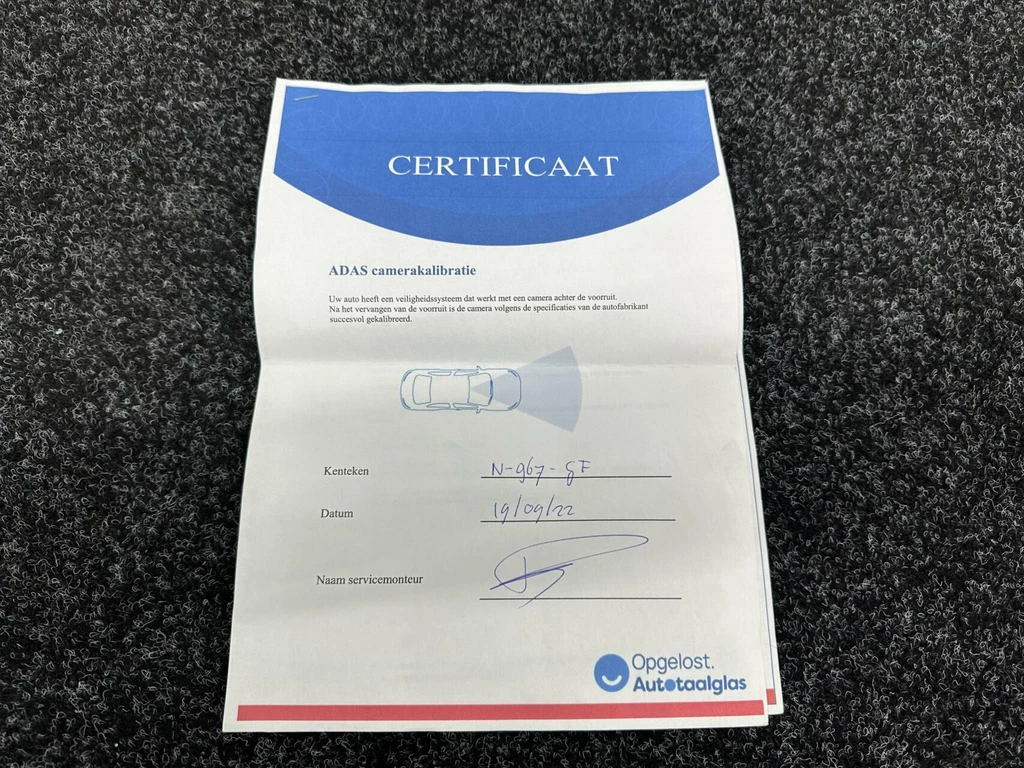 CERTIFICAAT
ADAS camerakalibratie
Uw auto heeft een veiligheidssysteem dat werkt met een camera achter de voorruit.
Na het vervangen van de voorruit is de camera volgens de specificaties van de autofabrikant
succesvol gekalibreerd.
Kenteken N-967-GF
Datum 19/09/22
Naam servicemonteur
Opgelost.
Autotaalglas